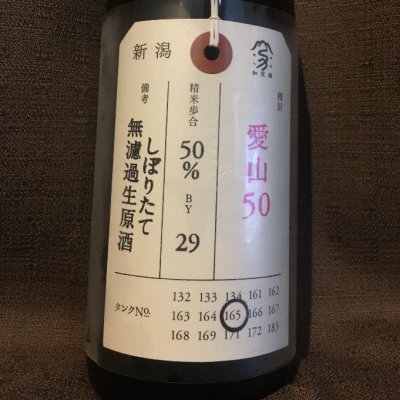 新潟
加茂錦
種別
愛山50
精米歩合
50%
BY
29
備考
しぼりたて
無濾過生原酒
タンクNo.
132 133 134 161 162
163 164 165 166 167
168 169 171 172 183